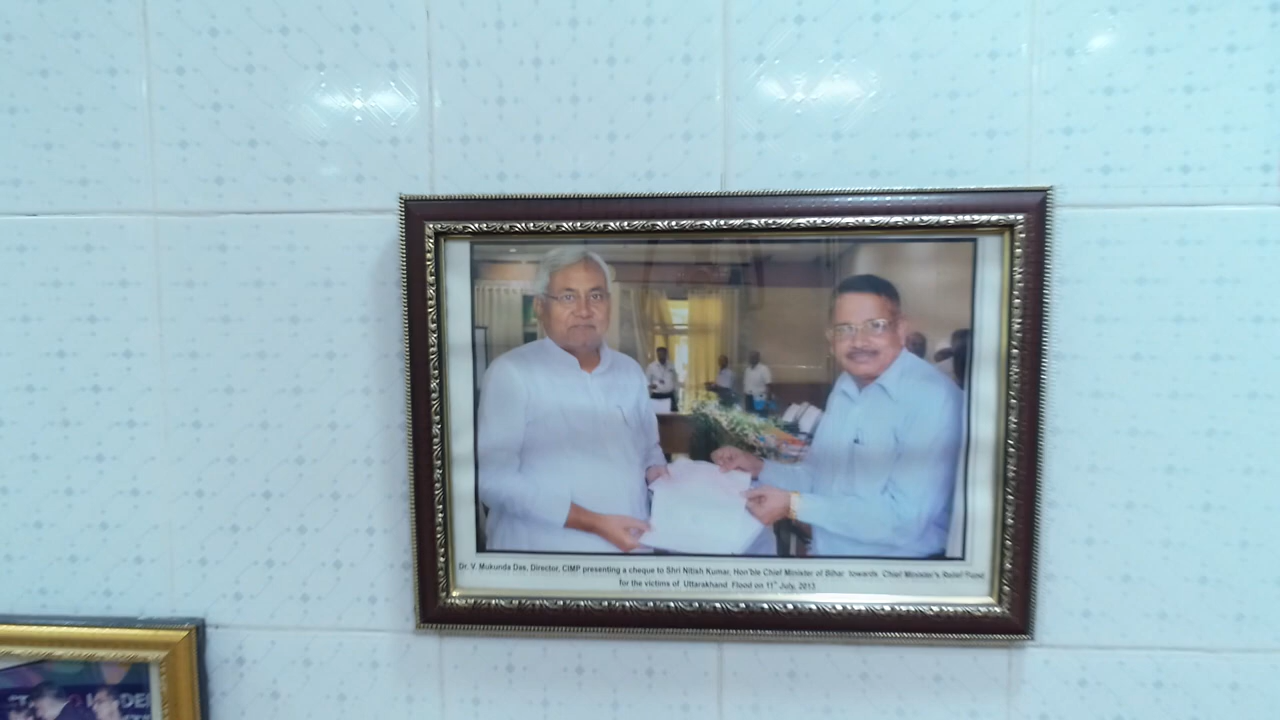 Dr. V. Mukunda Das, Director, CIMP presenting a cheque to Shri Nitish Kumar, Hon'ble Chief Minister of Bihar towards Chief Minister's Relief Fund
for the victims of Uttarakhand Flood on 11th July, 2013